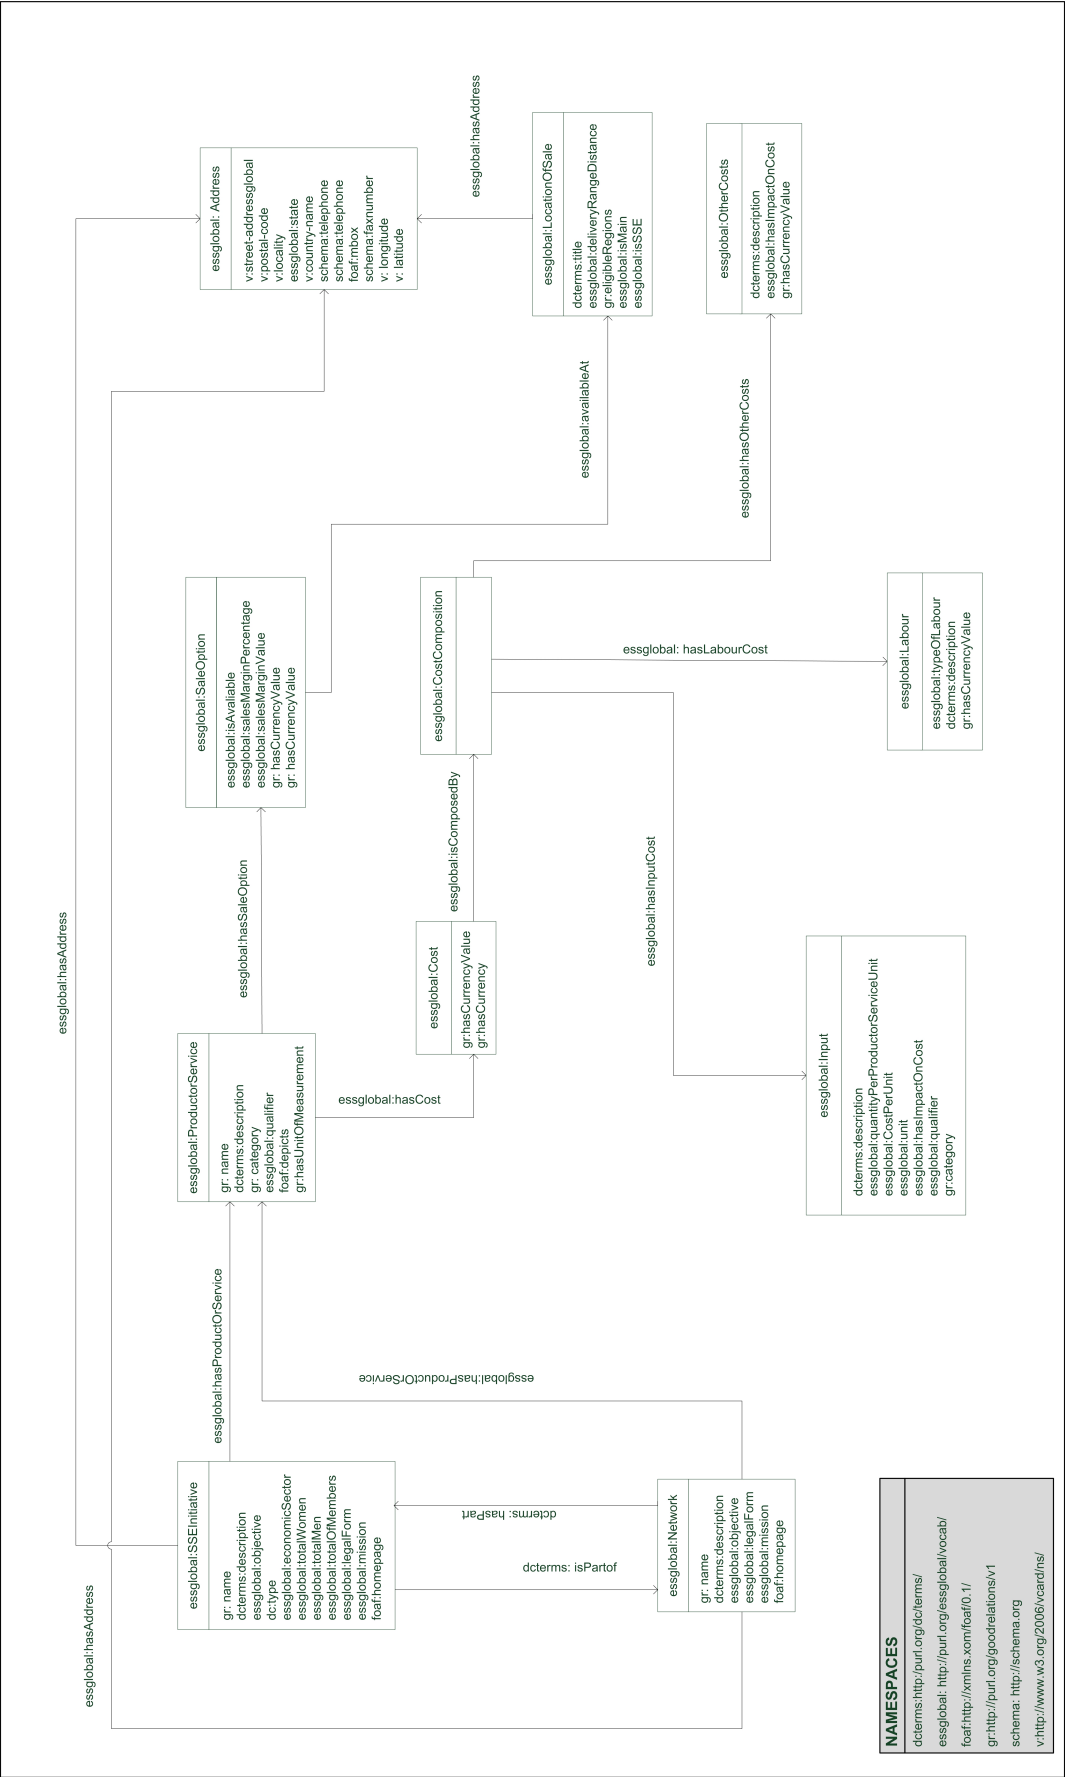 essglobal:hasAddress
essglobal:hasAddress
essglobal:SSEInitiative
gr: name
dcterms:description
essglobal:objective
dc:type
essglobal:economicSector
essglobal:totalWomen
essglobal:totalMen
essglobal:totalOfMembers
essglobal:legalForm
essglobal:mission
foaf:homepage
essglobal:hasProductOrService
essglobal:ProductorService
gr: name
dcterms:description
gr: category
essglobal:qualifier
foaf:depicts
gr:hasUnitOfMeasurement
essglobal:hasSaleOption
essglobal:SaleOption
essglobal:isAvaliable
essglobal:salesMarginPercentage
essglobal:salesMarginValue
gr: hasCurrencyValue
gr: hasCurrencyValue
essglobal: Address
v:street-addressglobal
v:postal-code
v:locality
essglobal:state
v:country-name
schema:telephone
schema:telephone
foaf:mbox
schema:faxnumber
v: longitude
v: latitude
essglobal:hasProductOrService
essglobal:hasCost
essglobal:Cost
gr:hasCurrencyValue
gr:hasCurrency
essglobal:isComposedBy
essglobal:CostComposition
essglobal:hasAddress
essglobal:availableAt
essglobal:LocationOfSale
dcterms:title
essglobal:deliveryRangeDistance
gr:eligibleRegions
essglobal:isMain
essglobal:isSSE
dcterms: hasPart
dcterms: isPartof
essglobal:Network
gr: name
dcterms:description
essglobal:objective
essglobal:legalForm
essglobal:mission
foaf:homepage
essglobal:hasInputCost
essglobal: hasLabourCost
essglobal:hasOtherCosts
essglobal:OtherCosts
dcterms:description
essglobal:hasImpactOnCost
gr:hasCurrencyValue
essglobal:Input
dcterms:description
essglobal:quantityPerProductorServiceUnit
essglobal:CostPerUnit
essglobal:unit
essglobal:hasImpactOnCost
essglobal:qualifier
gr:category
essglobal:Labour
essglobal:typeOfLabour
dcterms:description
gr:hasCurrencyValue
NAMESPACES
dcterms:http:/purl.org/dc/terms/
essglobal: http://purl.org/essglobal/vocab/
foaf:http://xmlns.xom/foaf/0.1/
gr:http://purl.org/goodrelations/v1
schema: http://schema.org
v:http://www.w3.org/2006/vcard/ns/